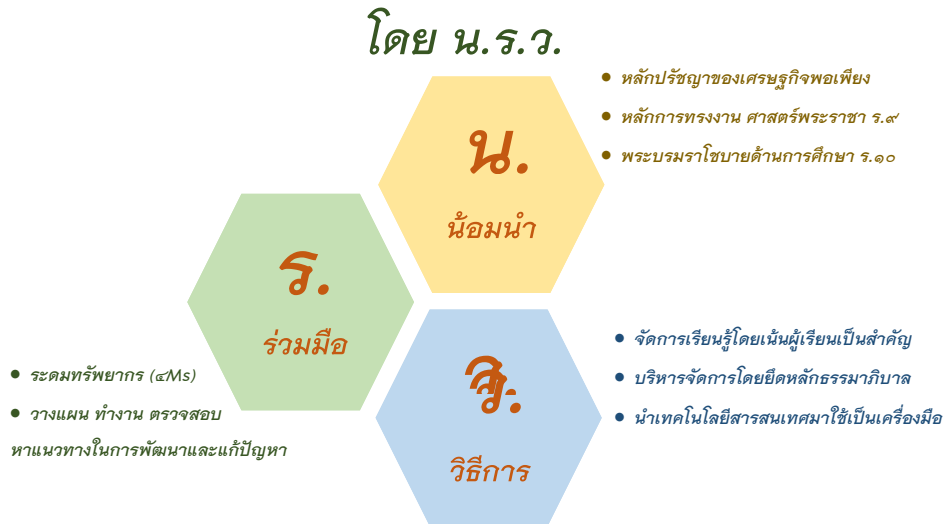 โดย น.ร.ว.
น.
น้อมนำ
• หลักปรัชญาของเศรษฐกิจพอเพียง
• หลักการทรงงาน ศาสตร์พระราชา ร.๙
• พระบรมราโชบายด้านการศึกษา ร.๑๐
ร.
ร่วมมือ
• ระดมทรัพยากร (๔Ms)
• วางแผน ทำงาน ตรวจสอบ
หาแนวทางในการพัฒนาและแก้ปัญหา
วิธีการ
• จัดการเรียนรู้โดยเน้นผู้เรียนเป็นสำคัญ
• บริหารจัดการโดยยึดหลักธรรมาภิบาล
• นำเทคโนโลยีสารสนเทศมาใช้เป็นเครื่องมือ